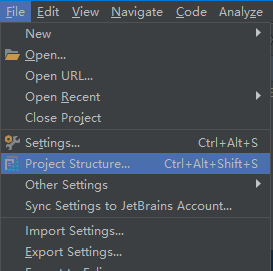 File Edit View Navigate Code Analyze
New
Open...
Open URL...
Open Recent
Close Project
Settings... Ctrl+Alt+S
Project Structure... Ctrl+Alt+Shift+S
Other Settings
Sync Settings to JetBrains Account...
Import Settings...
Export Settings...